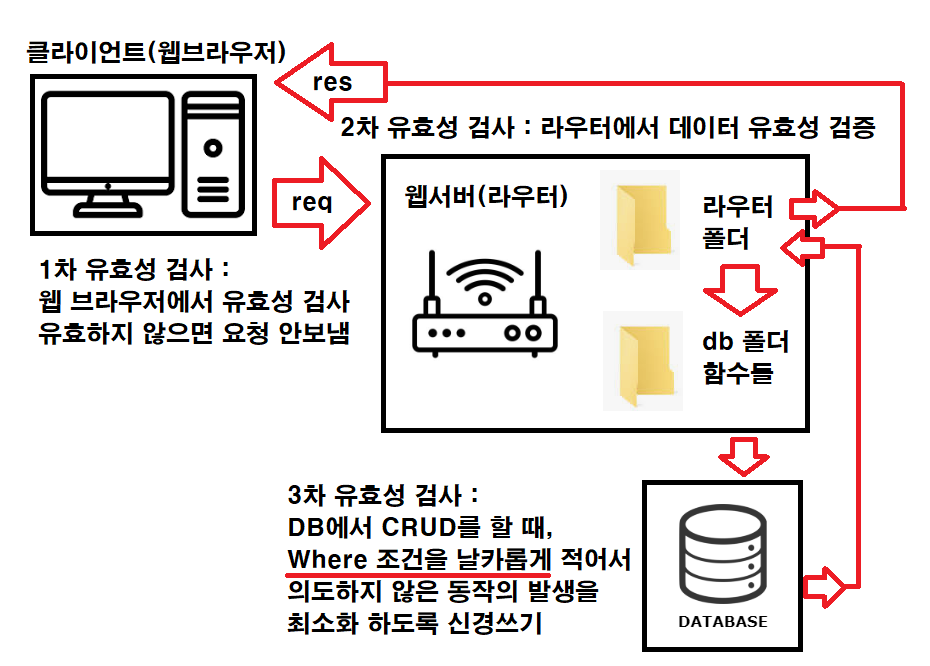 클라이언트(웹브라우저)
res
2차 유효성 검사 : 라우터에서 데이터 유효성 검증
req
웹서버(라우터)
라우터
폴더
1차 유효성 검사 :
웹 브라우저에서 유효성 검사
유효하지 않으면 요청 안보냄
db 폴더
함수들
3차 유효성 검사 :
DB에서 CRUD를 할 때,
Where 조건을 날카롭게 적어서
의도하지 않은 동작의 발생을
최소화 하도록 신경쓰기
DATABASE